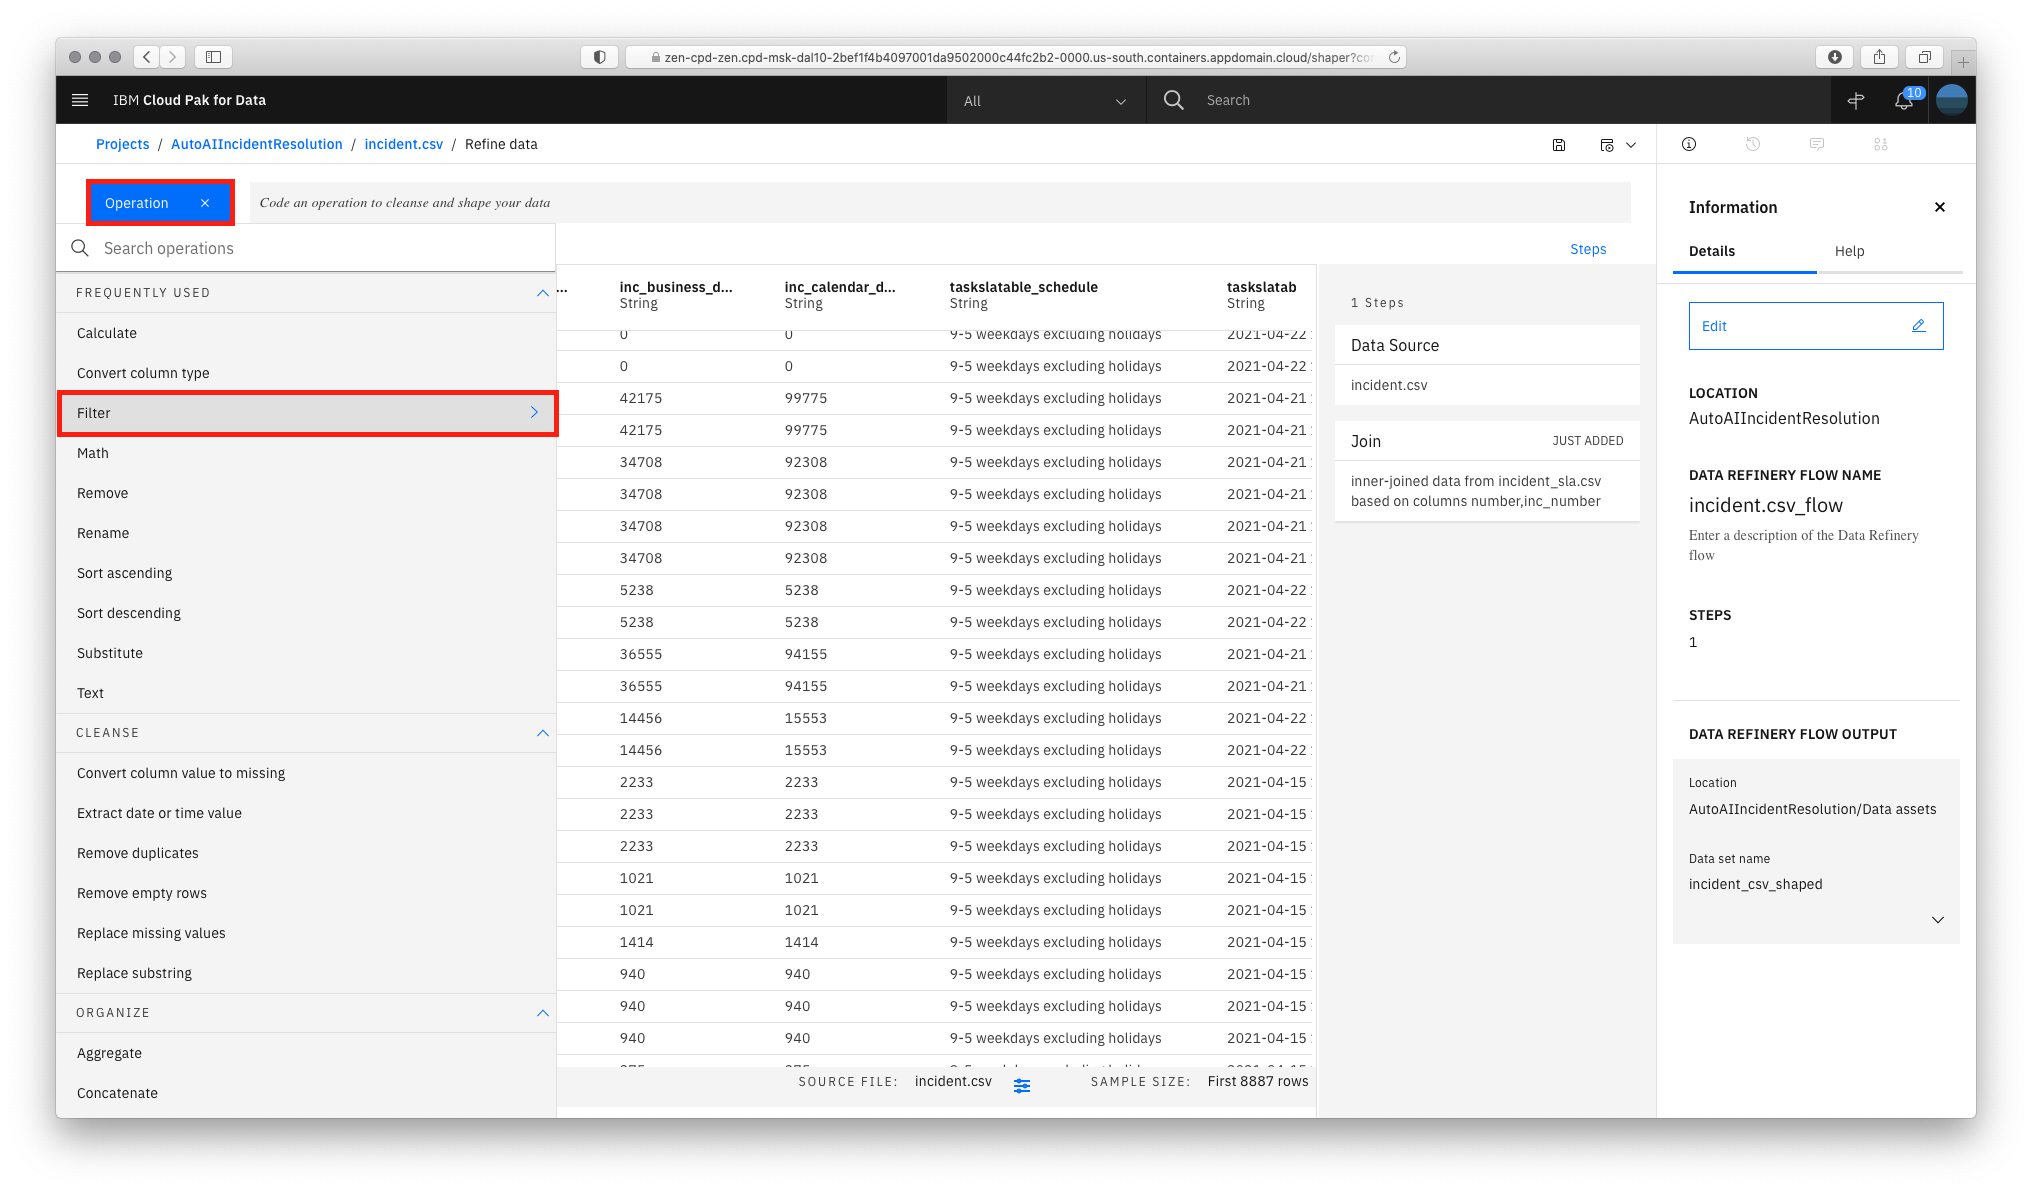 zen-cpd-zen.cpd-msk-dal10-2bef1f4b4097001da9502000c44fc2b2-0000.us-south.containers.appdomain.cloud/shaper?co
IBM Cloud Pak for Data
All
Search
10
Projects / AutoAIIncidentResolution / incident.csv / Refine data
Operation ×
Code an operation to cleanse and shape your data
Search operations
FREQUENTLY USED
Calculate
Convert column type
Filter
Math
Remove
Rename
Sort ascending
Sort descending
Substitute
Text
CLEANSE
Convert column value to missing
Extract date or time value
Remove duplicates
Remove empty rows
Replace missing values
Replace substring
ORGANIZE
Aggregate
Concatenate
Steps
... inc_business_d... inc_calendar_d... taskslatable_schedule taskslatab
String String String String
0 0 9-5 weekdays excluding holidays 2021-04-22
0 0 9-5 weekdays excluding holidays 2021-04-22
42175 99775 9-5 weekdays excluding holidays 2021-04-21
42175 99775 9-5 weekdays excluding holidays 2021-04-21
34708 92308 9-5 weekdays excluding holidays 2021-04-21
34708 92308 9-5 weekdays excluding holidays 2021-04-21
34708 92308 9-5 weekdays excluding holidays 2021-04-21
34708 92308 9-5 weekdays excluding holidays 2021-04-21
5238 5238 9-5 weekdays excluding holidays 2021-04-22
5238 5238 9-5 weekdays excluding holidays 2021-04-22
36555 94155 9-5 weekdays excluding holidays 2021-04-21
36555 94155 9-5 weekdays excluding holidays 2021-04-21
14456 15553 9-5 weekdays excluding holidays 2021-04-22
14456 15553 9-5 weekdays excluding holidays 2021-04-22
2233 2233 9-5 weekdays excluding holidays 2021-04-15
2233 2233 9-5 weekdays excluding holidays 2021-04-15
2233 2233 9-5 weekdays excluding holidays 2021-04-15
1021 1021 9-5 weekdays excluding holidays 2021-04-15
1021 1021 9-5 weekdays excluding holidays 2021-04-15
1414 1414 9-5 weekdays excluding holidays 2021-04-15
940 940 9-5 weekdays excluding holidays 2021-04-15
940 940 9-5 weekdays excluding holidays 2021-04-15
940 940 9-5 weekdays excluding holidays 2021-04-15
SOURCE FILE: incident.csv SAMPLE SIZE: First 8887 rows
1 Steps
Data Source
incident.csv
Join JUST ADDED
inner-joined data from incident_sla.csv
based on columns number,inc_number
Information
Details Help
Edit
LOCATION
AutoAIIncidentResolution
DATA REFINERY FLOW NAME
incident.csv_flow
Enter a description of the Data Refinery
flow
STEPS
1
DATA REFINERY FLOW OUTPUT
Location
AutoAIIncidentResolution/Data assets
Data set name
incident_csv_shaped